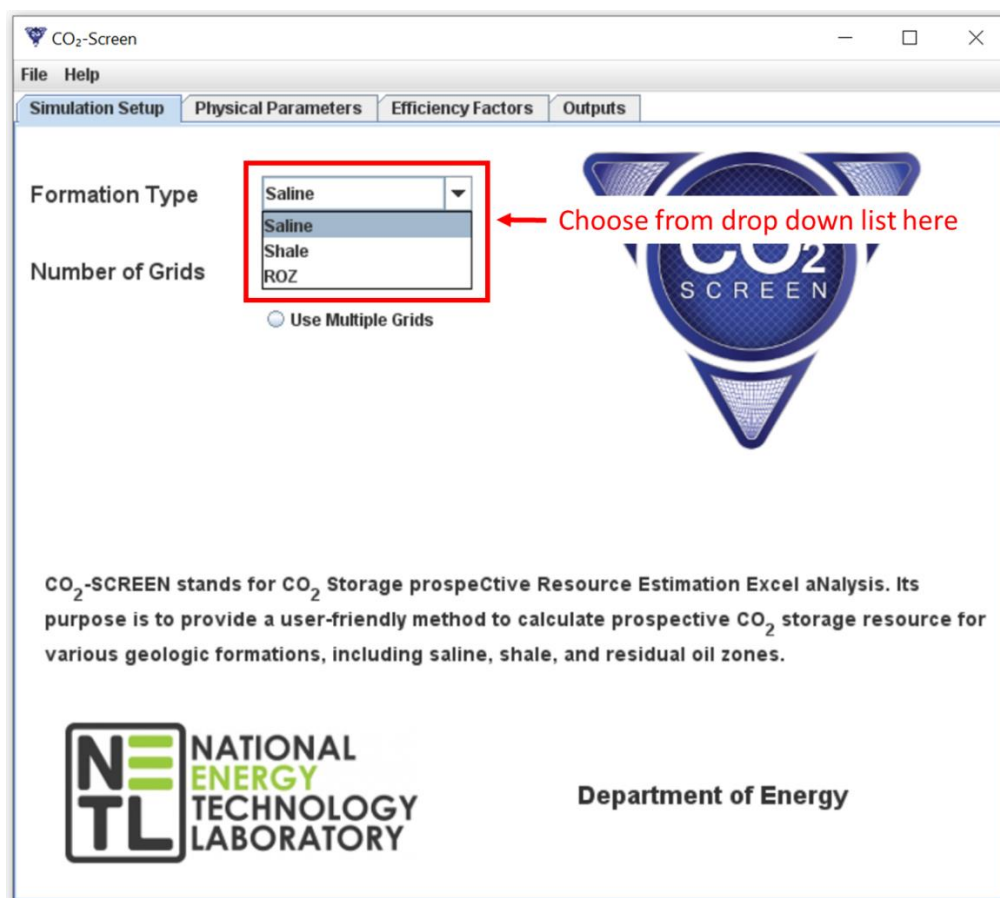 CO₂-Screen
File Help
Simulation Setup Physical Parameters Efficiency Factors Outputs
Formation Type Saline
Saline
Shale
ROZ
Choose from drop down list here
Number of Grids
Use Multiple Grids
CO2
SCREEN
CO₂-SCREEN stands for CO₂ Storage prospeCtive Resource Estimation Excel aNalysis. Its
purpose is to provide a user-friendly method to calculate prospective CO₂ storage resource for
various geologic formations, including saline, shale, and residual oil zones.
NETL
NATIONAL
ENERGY
TECHNOLOGY
LABORATORY
Department of Energy